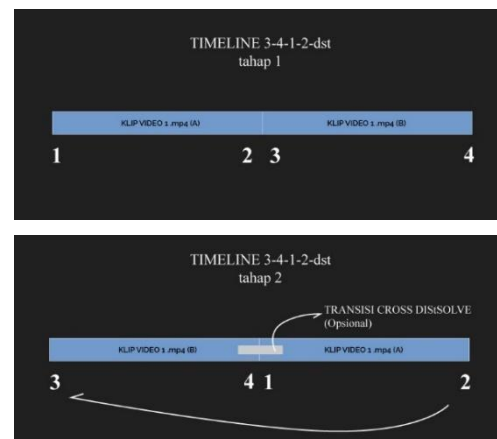 TIMELINE 3-4-1-2-dst
tahap 1
KLIP VIDEO 1 .mp4 (A) KLIP VIDEO 1 .mp4 (B)
1 2 3 4
TIMELINE 3-4-1-2-dst
tahap 2
TRANSISI CROSS DIStSOLVE
(Opsional)
KLIP VIDEO 1 .mp4 (B) KLIP VIDEO 1 .mp4 (A)
3 4 1 2